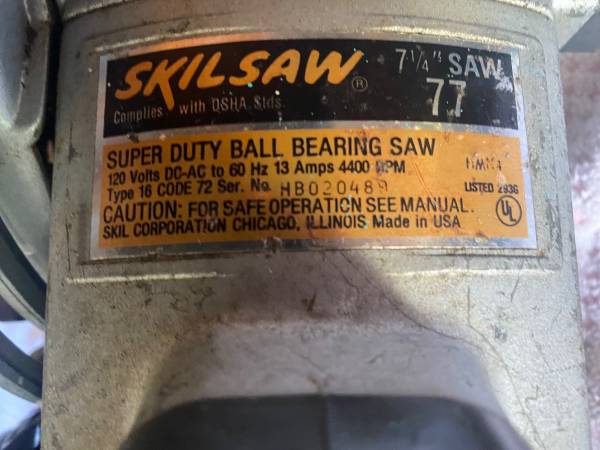 SKILSAW ® 7 1/4" SAW
Complies with OSHA Stds. 77
SUPER DUTY BALL BEARING SAW
120 Volts DC-AC to 60 Hz 13 Amps 4400 RPM
Type 16 CODE 72 Ser. No. HB020489 LISTED 293G
CAUTION: FOR SAFE OPERATION SEE MANUAL. UL
SKIL CORPORATION CHICAGO, ILLINOIS Made in USA